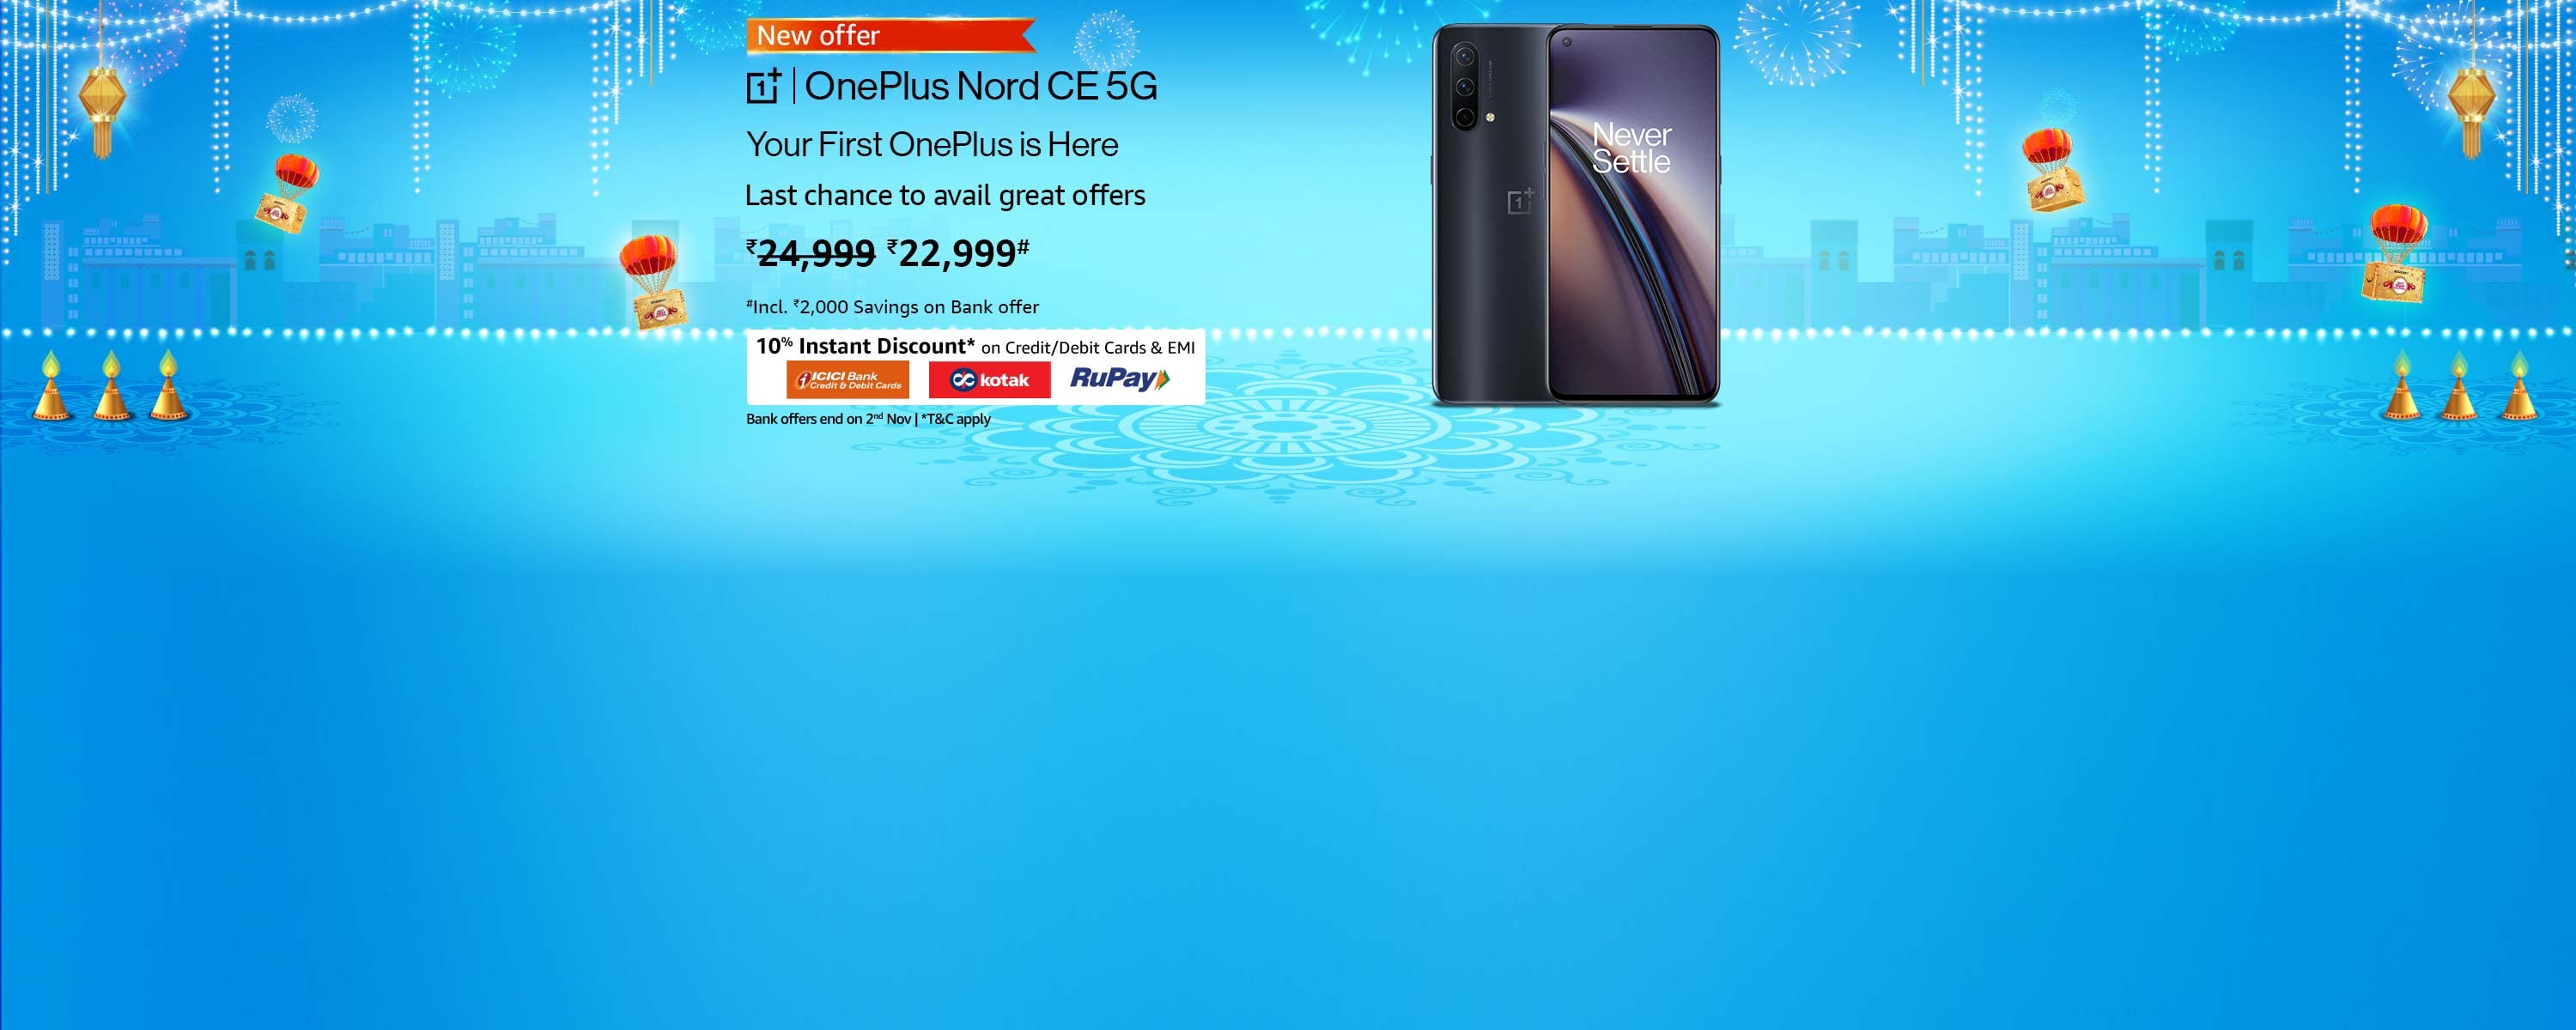 New offer
OnePlus Nord CE 5G
Your First OnePlus is Here
Last chance to avail great offers
₹24,999 ₹22,999#
#Incl. ₹2,000 Savings on Bank offer
10% Instant Discount* on Credit/Debit Cards & EMI
ICICI Bank
Credit & Debit Cards
kotak
RuPay
Bank offers end on 2nd Nov | *T&C apply
Never
Settle